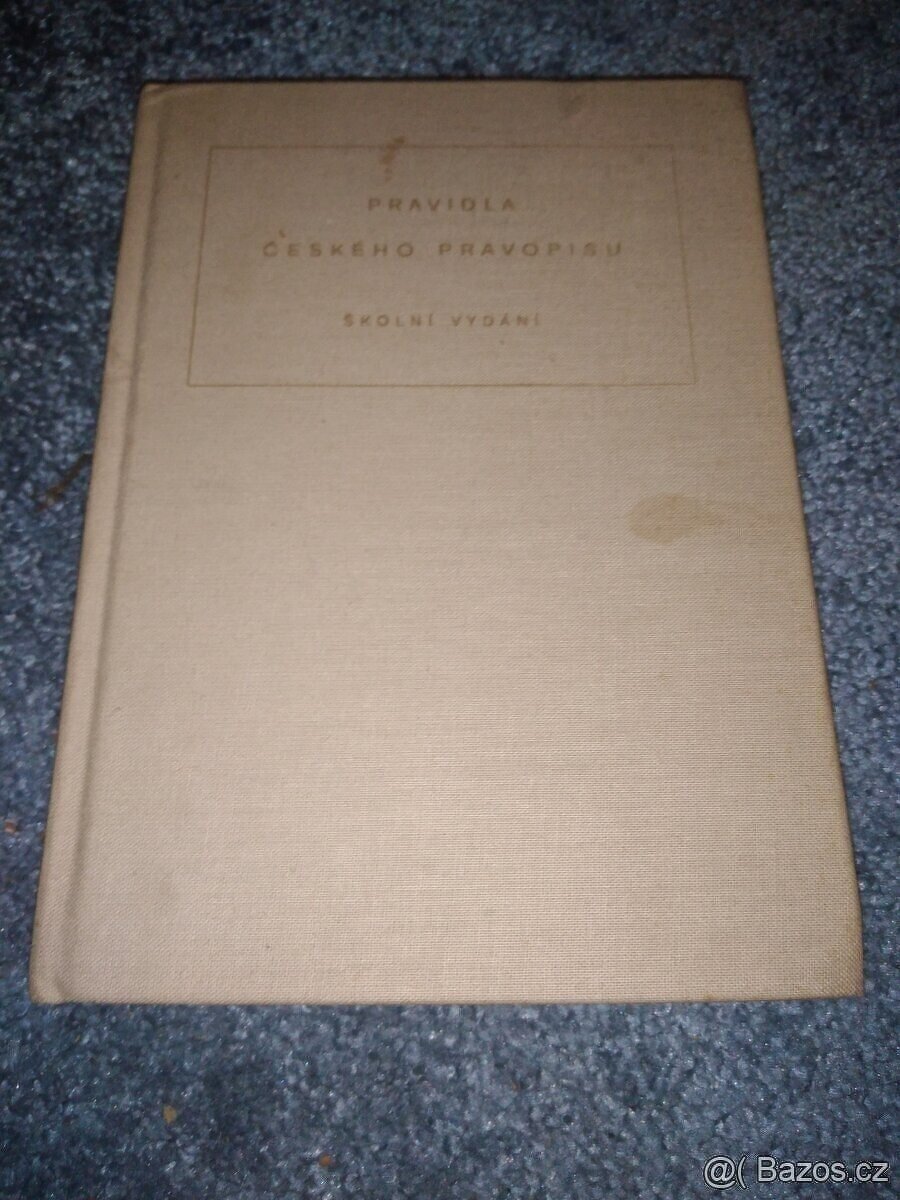 PRAVIDLA
ČESKÉHO PRAVOPISU
ŠKOLNÍ VYDÁNÍ
@( Bazos.cz